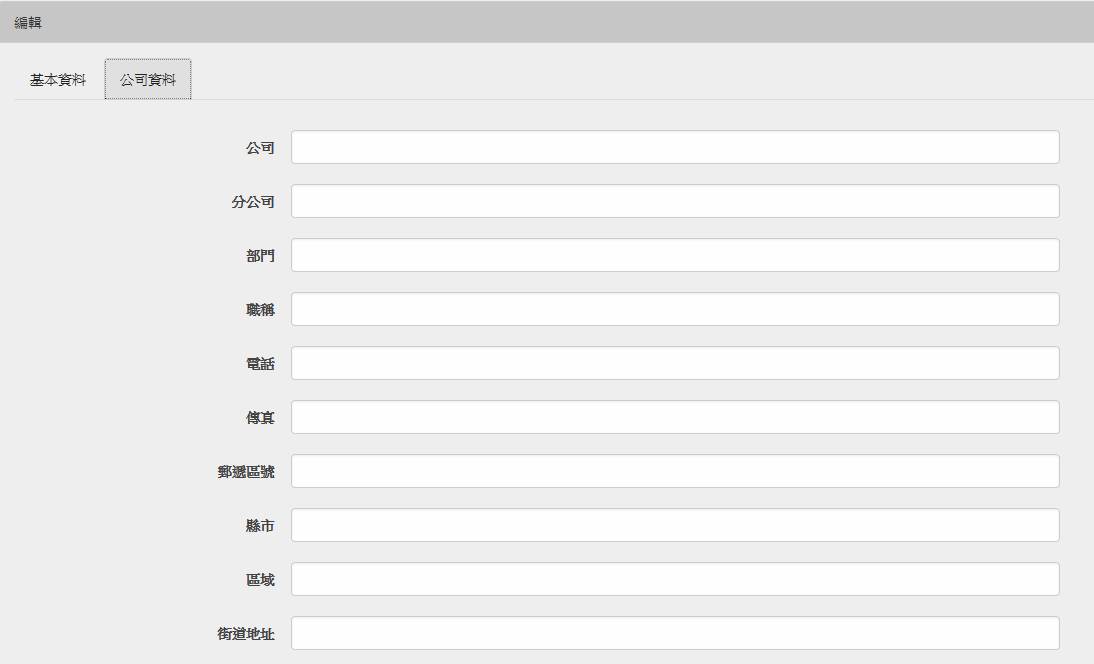 編輯
基本資料 公司資料
公司
分公司
部門
職稱
電話
傳真
郵遞區號
縣市
區域
街道地址